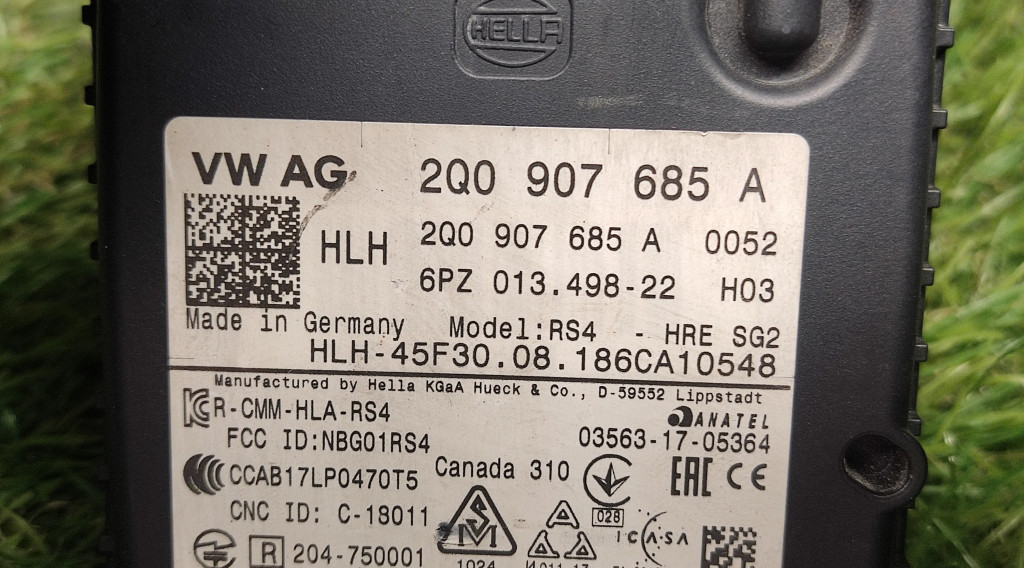 HELLA
VW AG 2Q0 907 685 A
HLH 2Q0 907 685 A 0052
6PZ 013.498-22 H03
Made in Germany Model:RS4 - HRE SG2
HLH-45F30.08.186CA10548
Manufactured by Hella KGaA Hueck & Co., D-59552 Lippstadt
R-CMM-HLA-RS4 ANATEL
FCC ID:NBG01RS4 03563-17-05364
CCAB17LP0470T5 Canada 310 EAC CE
CNC ID: C-18011 SM A 028 ICASA
R 204-750001
1024